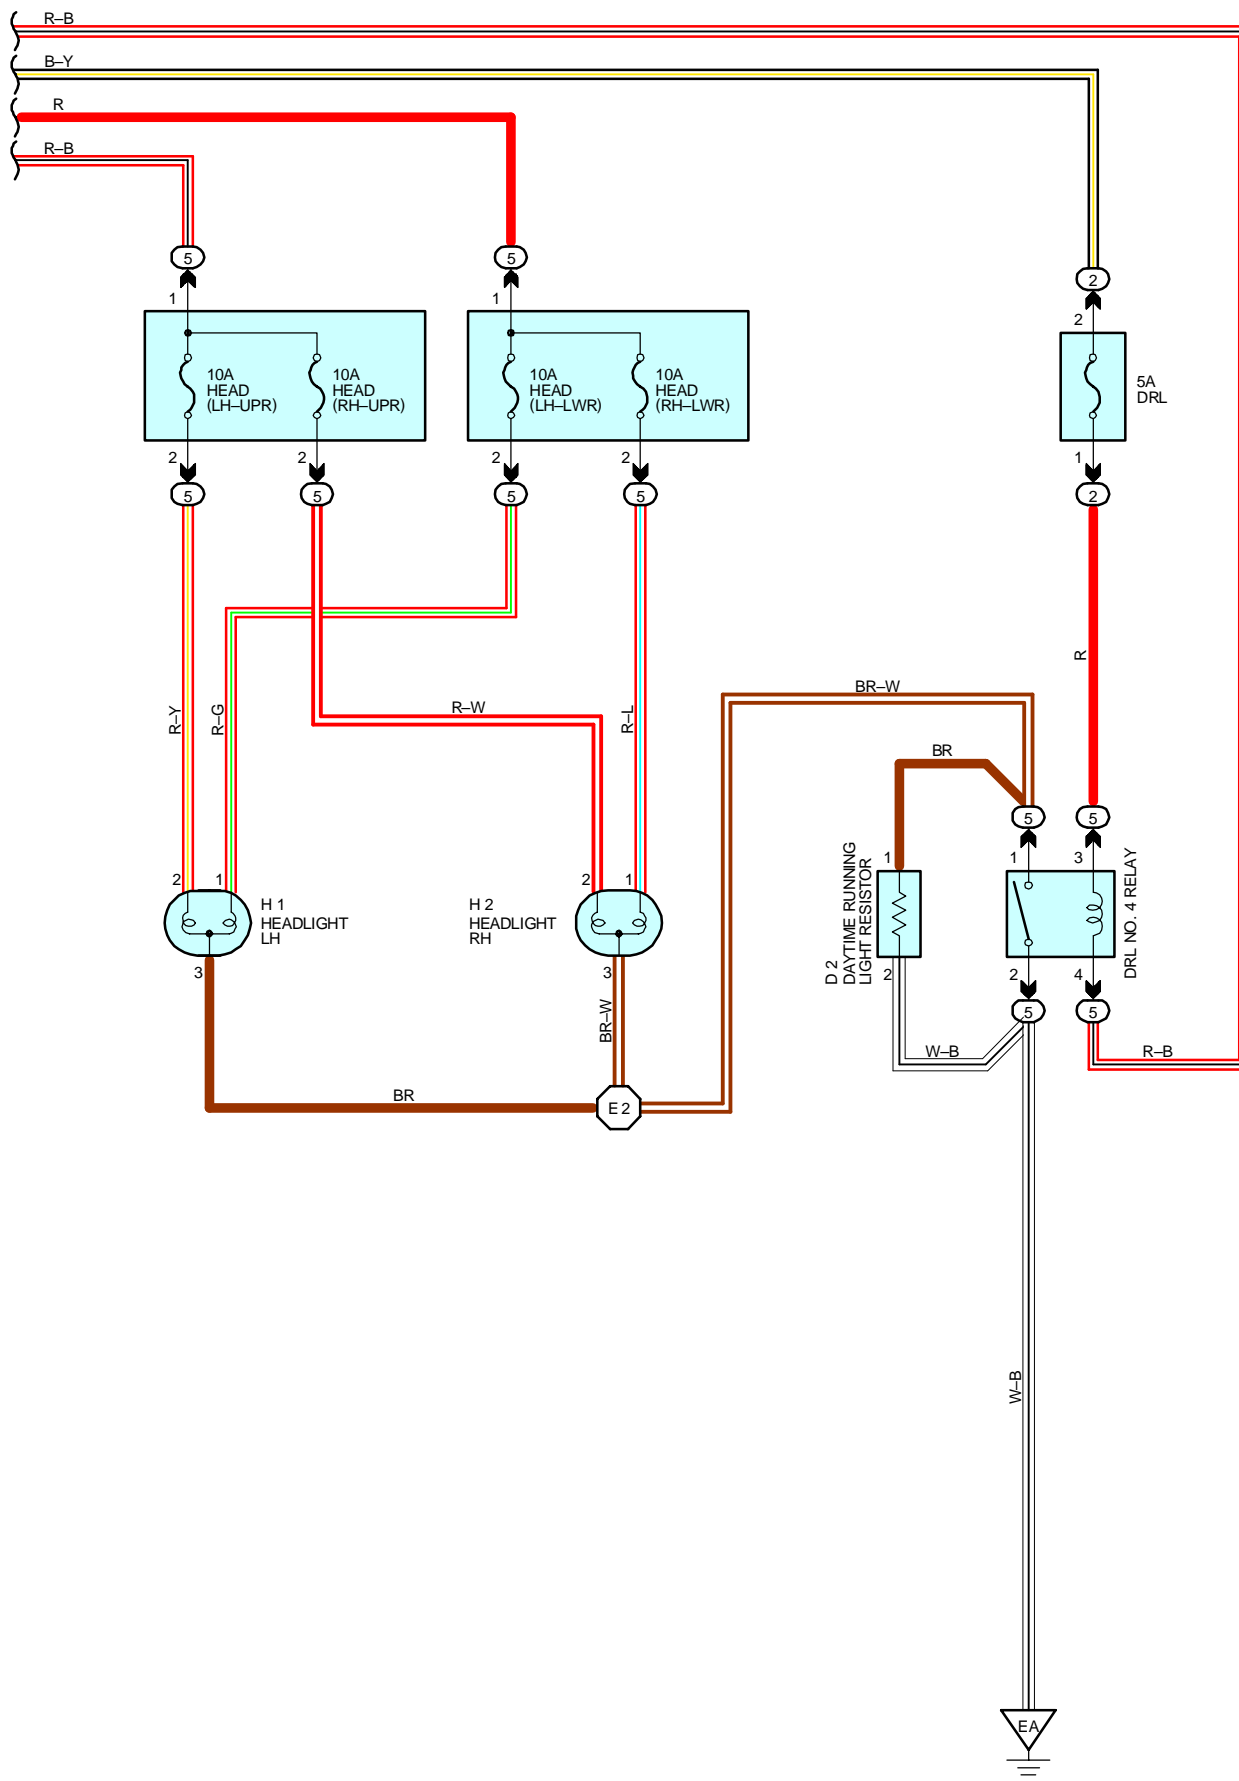 R–B
B–Y
R
R–B
5
5
2
1
1
2
10A
HEAD
(LH–UPR)
10A
HEAD
(RH–UPR)
10A
HEAD
(LH–LWR)
10A
HEAD
(RH–LWR)
5A
DRL
2
2
2
2
1
5
5
5
5
2
R–Y
R–G
R–W
R–L
BR–W
R
BR
5
5
2
1
2
1
1
1
3
H 1
HEADLIGHT
LH
H 2
HEADLIGHT
RH
D 2
DAYTIME RUNNING
LIGHT RESISTOR
DRL NO. 4 RELAY
3
3
2
2
4
5
5
BR–W
W–B
R–B
BR
E 2
W–B
EA